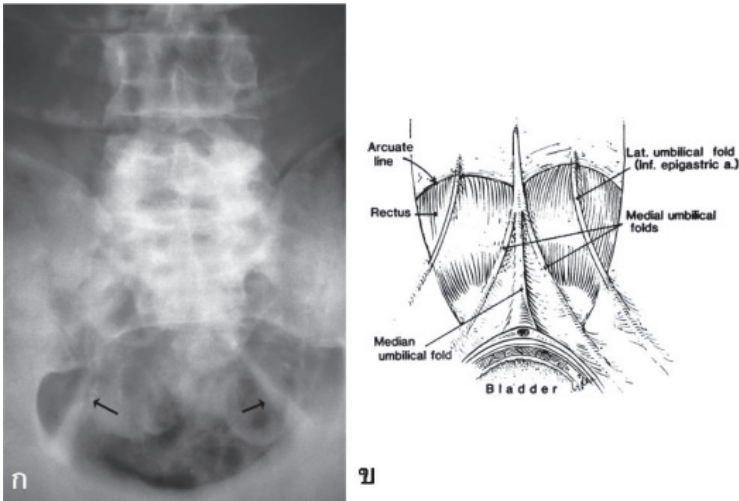 ก
Arcuate
line
Rectus
Median
umbilical fold
Lat. umbilical fold
(inf. epigastric a.)
Medial umbilical
folds
Bladder
ข